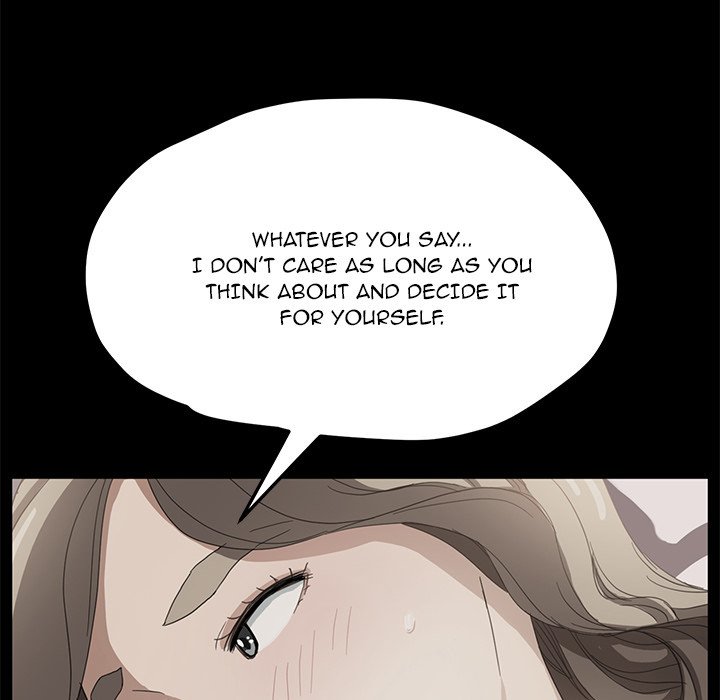 WHATEVER YOU SAY...
I DON'T CARE AS LONG AS YOU
THINK ABOUT AND DECIDE IT
FOR YOURSELF.